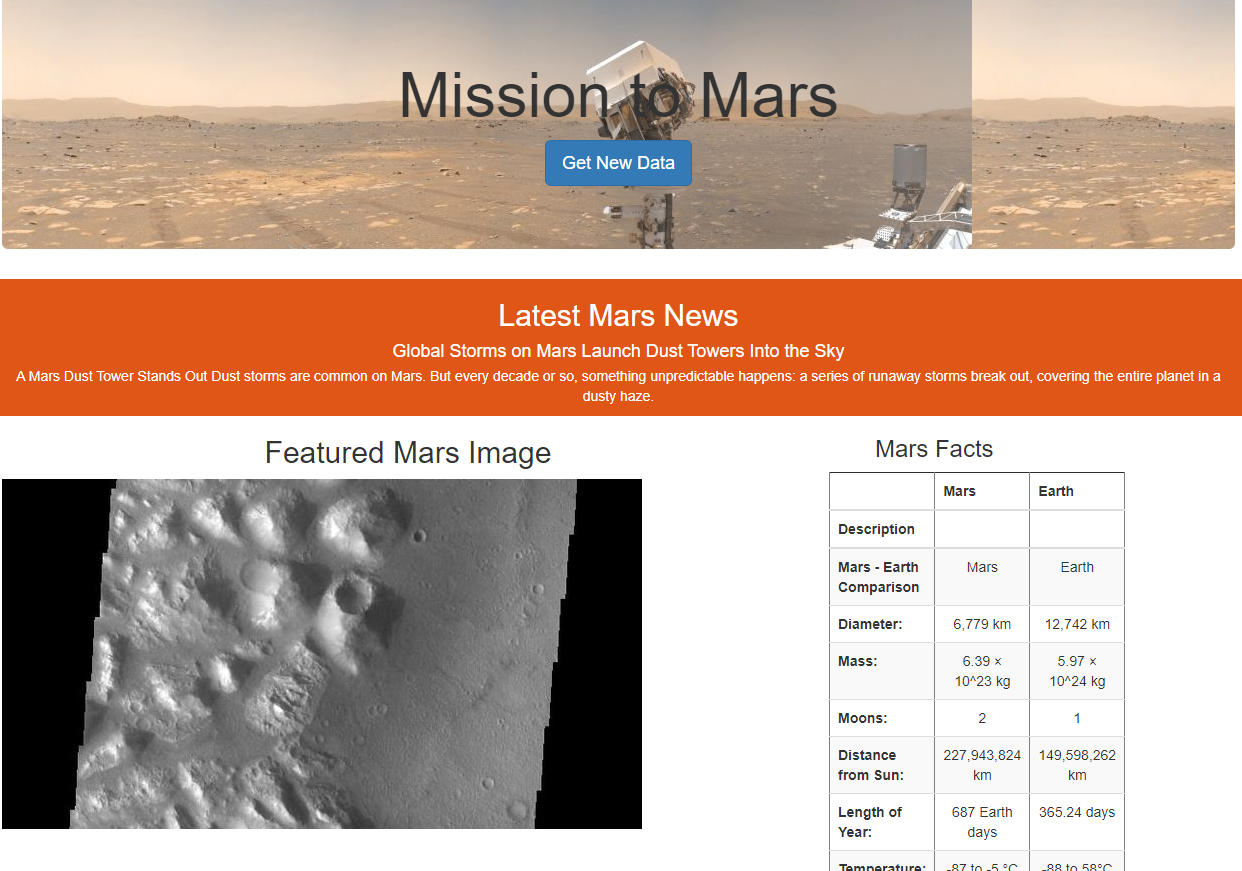 Mission to Mars
Get New Data
Latest Mars News
Global Storms on Mars Launch Dust Towers Into the Sky
A Mars Dust Tower Stands Out Dust storms are common on Mars. But every decade or so, something unpredictable happens: a series of runaway storms break out, covering the entire planet in a
dusty haze.
Featured Mars Image
Mars Facts
Mars Earth
Description
Mars - Earth Mars Earth
Comparison
Diameter: 6,779 km 12,742 km
Mass: 6.39 × 5.97 ×
10^23 kg 10^24 kg
Moons: 2 1
Distance 227,943,824 149,598,262
from Sun: km km
Length of 687 Earth 365.24 days
Year: days
Temperature: -87 to -5 °C -88 to 58°C